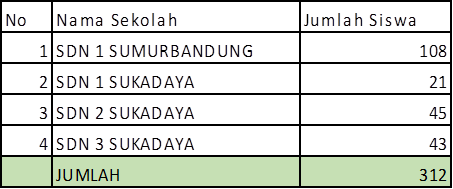 No Nama Sekolah Jumlah Siswa
1 SDN 1 SUMURBANDUNG 108
2 SDN 1 SUKADAYA 21
3 SDN 2 SUKADAYA 45
4 SDN 3 SUKADAYA 43
JUMLAH 312